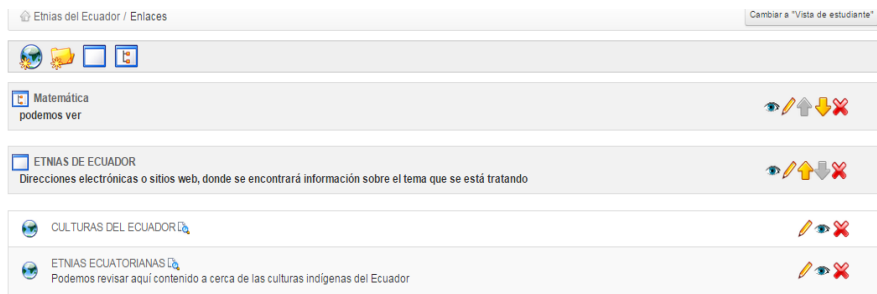 Etnias del Ecuador / Enlaces
Cambiar a "Vista de estudiante"
Matemática
podemos ver
ETNIAS DE ECUADOR
Direcciones electrónicas o sitios web, donde se encontrará información sobre el tema que se está tratando
CULTURAS DEL ECUADOR
ETNIAS ECUATORIANAS
Podemos revisar aquí contenido a cerca de las culturas indígenas del Ecuador